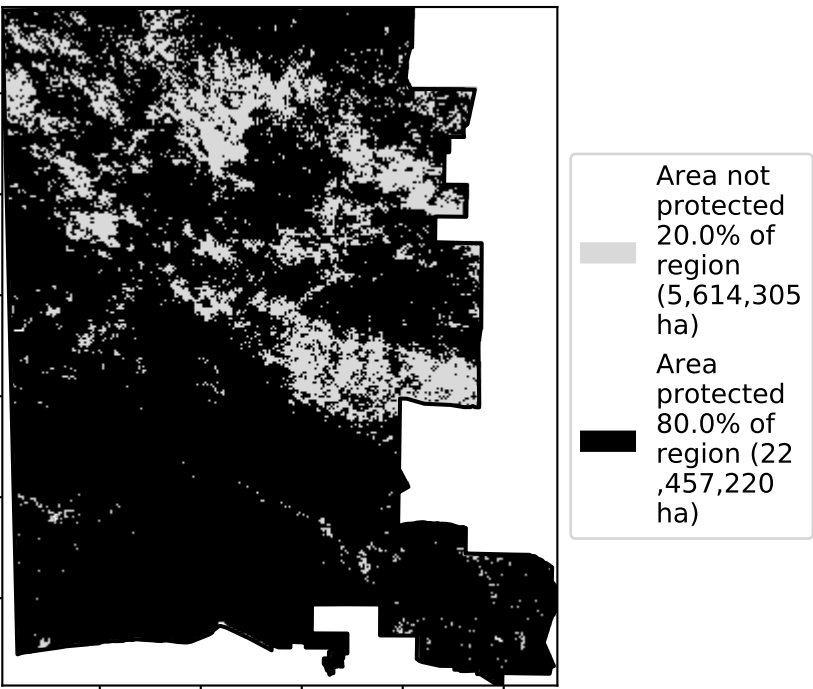 Area not
protected
20.0% of
region
(5,614,305
ha)
Area
protected
80.0% of
region (22
,457,220
ha)